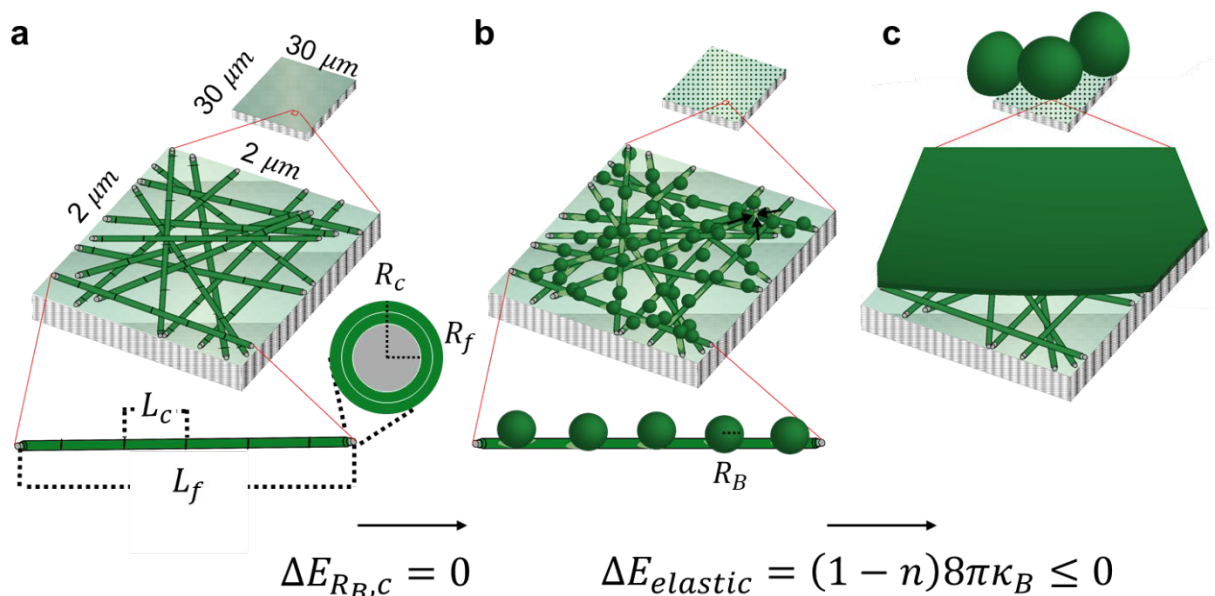 a
30 μm
30 μm
2 μm
2 μm
R_c
R_f
L_c
L_f
b
R_B
c
ΔE_{R_B,c} = 0
ΔE_{elastic} = (1 − n)8πκ_B ≤ 0